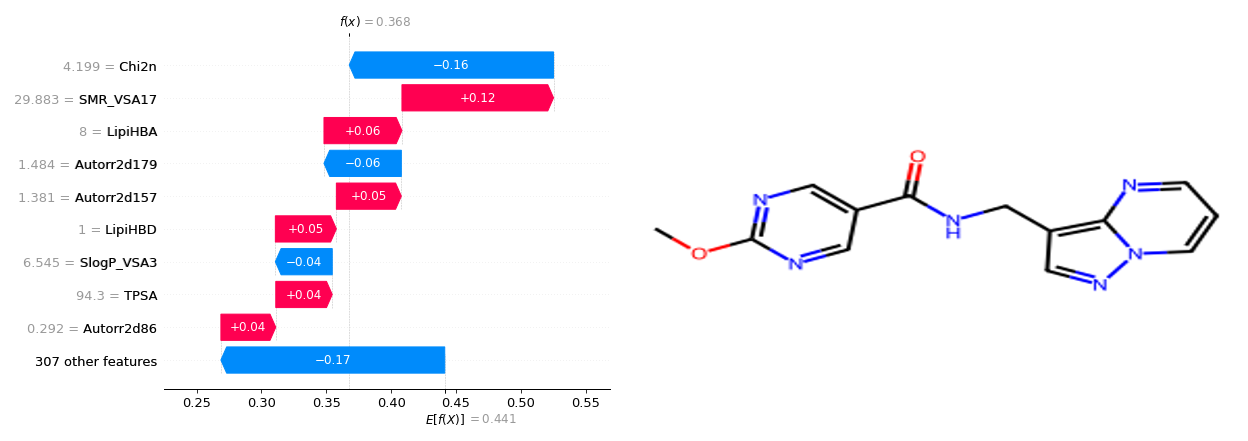 f(x) = 0.368
4.199 = Chi2n
−0.16
29.883 = SMR_VSA17
+0.12
8 = LipiHBA
+0.06
1.484 = Autorr2d179
−0.06
1.381 = Autorr2d157
+0.05
1 = LipiHBD
+0.05
6.545 = SlogP_VSA3
−0.04
94.3 = TPSA
+0.04
0.292 = Autorr2d86
+0.04
307 other features
−0.17
0.25 0.30 0.35 0.40 0.45 0.50 0.55
E[f(X)] = 0.441
O
N
N
O
N
H
N
N
N